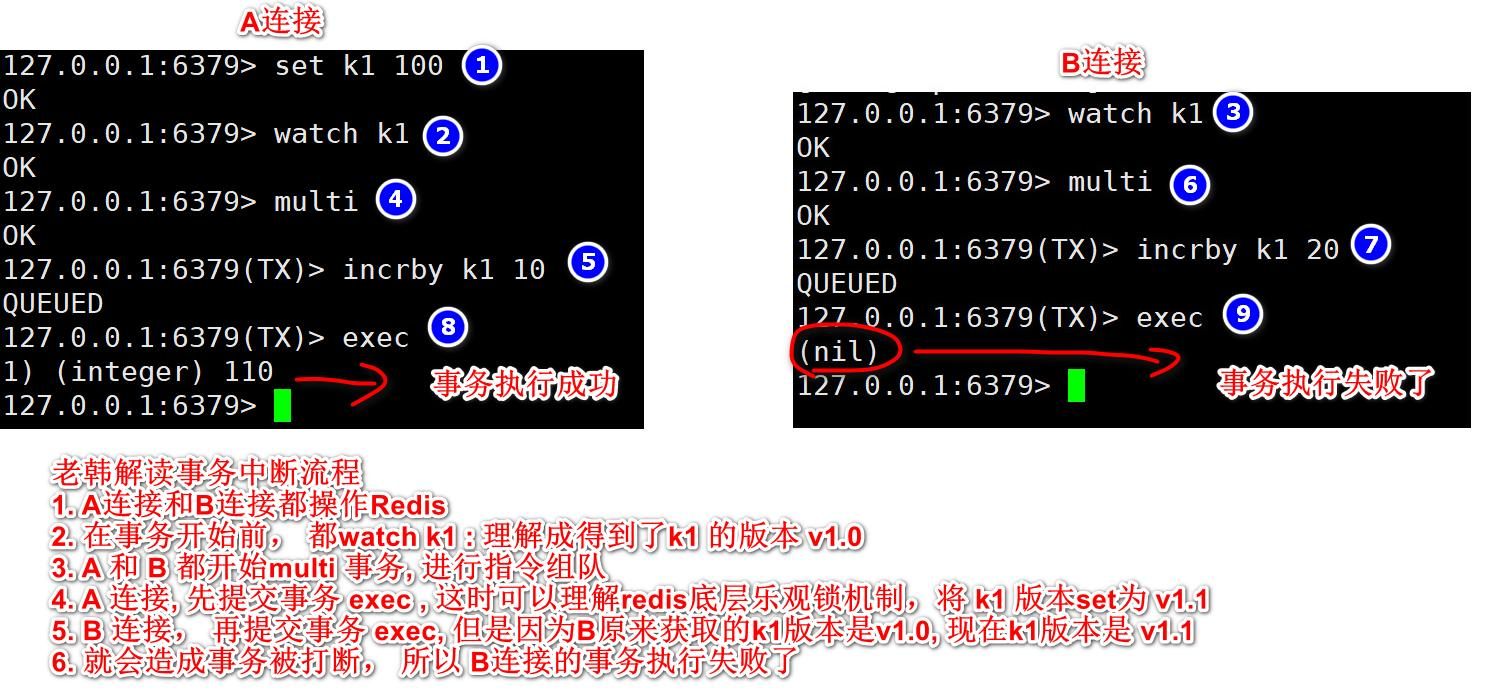 A连接
127.0.0.1:6379> set k1 100 1
OK
127.0.0.1:6379> watch k1 2
OK
127.0.0.1:6379> multi 4
OK
127.0.0.1:6379(TX)> incrby k1 10 5
QUEUED
127.0.0.1:6379(TX)> exec 8
1) (integer) 110
事务执行成功
127.0.0.1:6379>
B连接
127.0.0.1:6379> watch k1 3
OK
127.0.0.1:6379> multi 6
OK
127.0.0.1:6379(TX)> incrby k1 20 7
QUEUED
127.0.0.1:6379(TX)> exec 9
(nil)
事务执行失败了
127.0.0.1:6379>
老韩解读事务中断流程
1. A连接和B连接都操作Redis
2. 在事务开始前， 都watch k1 : 理解成得到了k1 的版本 v1.0
3. A 和 B 都开始multi 事务, 进行指令组队
4. A 连接, 先提交事务 exec , 这时可以理解redis底层乐观锁机制，将 k1 版本set为 v1.1
5. B 连接， 再提交事务 exec, 但是因为B原来获取的k1版本是v1.0, 现在k1版本是 v1.1
6. 就会造成事务被打断， 所以 B连接的事务执行失败了